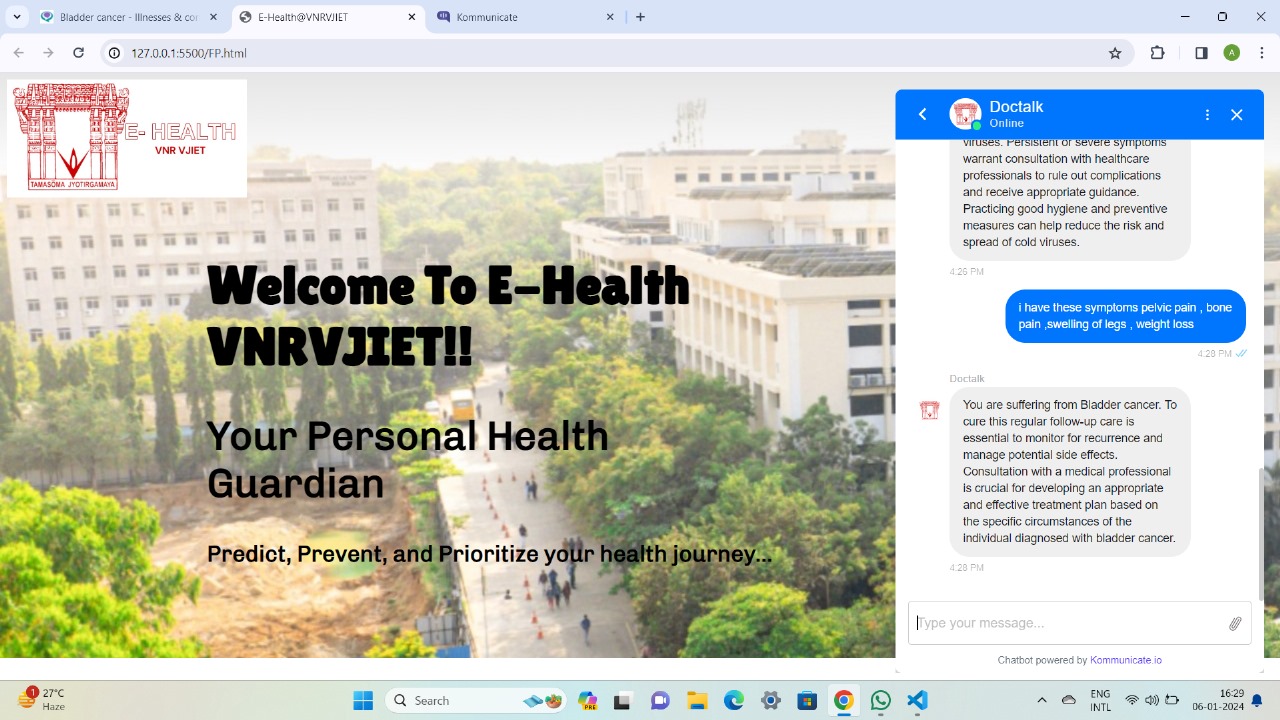 Bladder cancer - Illnesses & cor
E-Health@VNRVJIET
Kommunicate
127.0.0.1:5500/FP.html
A
E- HEALTH
VNR VJIET
TAMASOMA JYOTIRGAMAYA
Welcome To E-Health
VNRVJIET!!
Your Personal Health
Guardian
Predict, Prevent, and Prioritize your health journey...
Doctalk
Online
viruses. Persistent or severe symptoms
warrant consultation with healthcare
professionals to rule out complications
and receive appropriate guidance.
Practicing good hygiene and preventive
measures can help reduce the risk and
spread of cold viruses.
4:26 PM
i have these symptoms pelvic pain , bone
pain ,swelling of legs , weight loss
4:28 PM
Doctalk
You are suffering from Bladder cancer. To
cure this regular follow-up care is
essential to monitor for recurrence and
manage potential side effects.
Consultation with a medical professional
is crucial for developing an appropriate
and effective treatment plan based on
the specific circumstances of the
individual diagnosed with bladder cancer.
4:28 PM
Type your message...
Chatbot powered by Kommunicate.io
1
27°C
Haze
Search
PRE
ENG
INTL
16:29
06-01-2024